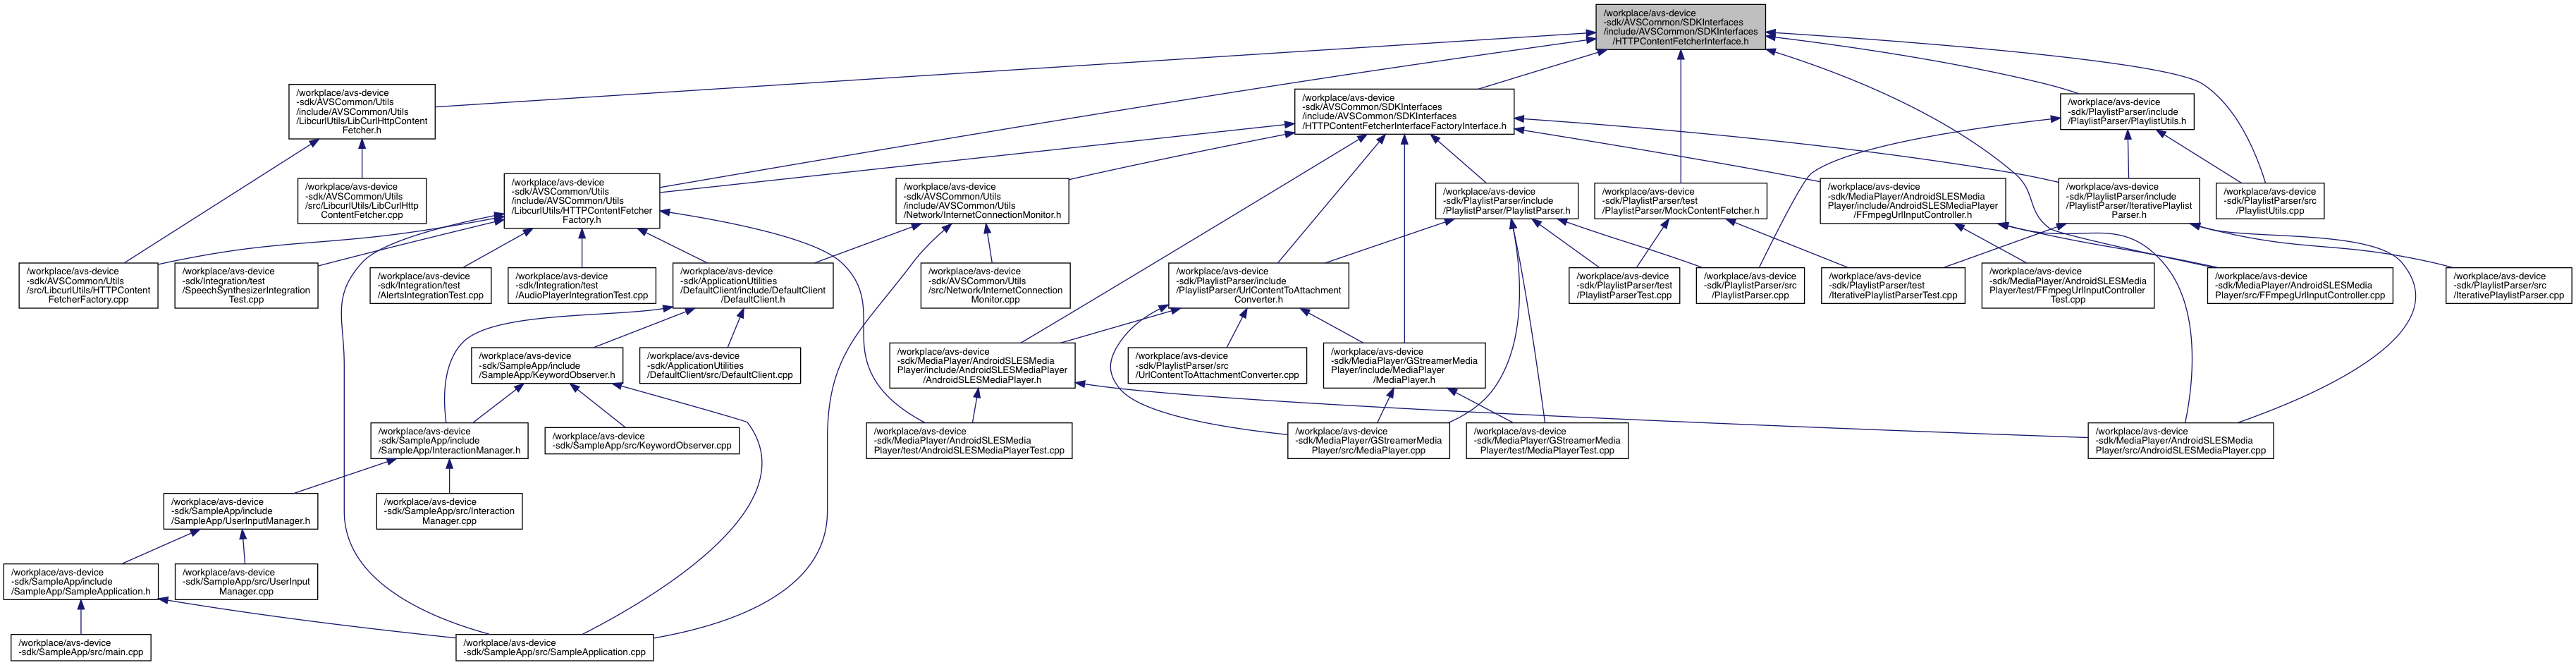 /workplace/avs-device
-sdk/AVSCommon/SDKInterfaces
/include/AVSCommon/SDKInterfaces
/HTTPContentFetcherInterface.h
/workplace/avs-device
-sdk/AVSCommon/Utils
/include/AVSCommon/Utils
/LibcurlUtils/LibCurlHttpContent
Fetcher.h
/workplace/avs-device
-sdk/AVSCommon/SDKInterfaces
/include/AVSCommon/SDKInterfaces
/HTTPContentFetcherInterfaceFactoryInterface.h
/workplace/avs-device
-sdk/PlaylistParser/include
/PlaylistParser/PlaylistUtils.h
/workplace/avs-device
-sdk/AVSCommon/Utils
/src/LibcurlUtils/LibCurlHttp
ContentFetcher.cpp
/workplace/avs-device
-sdk/AVSCommon/Utils
/include/AVSCommon/Utils
/LibcurlUtils/HTTPContentFetcher
Factory.h
/workplace/avs-device
-sdk/AVSCommon/Utils
/include/AVSCommon/Utils
/Network/InternetConnectionMonitor.h
/workplace/avs-device
-sdk/PlaylistParser/include
/PlaylistParser/PlaylistParser.h
/workplace/avs-device
-sdk/PlaylistParser/test
/PlaylistParser/MockContentFetcher.h
/workplace/avs-device
-sdk/MediaPlayer/AndroidSLESMedia
Player/include/AndroidSLESMediaPlayer
/FFmpegUrlInputController.h
/workplace/avs-device
-sdk/PlaylistParser/include
/PlaylistParser/IterativePlaylist
Parser.h
/workplace/avs-device
-sdk/PlaylistParser/src
/PlaylistUtils.cpp
/workplace/avs-device
-sdk/AVSCommon/Utils
/src/LibcurlUtils/HTTPContent
FetcherFactory.cpp
/workplace/avs-device
-sdk/Integration/test
/SpeechSynthesizerIntegration
Test.cpp
/workplace/avs-device
-sdk/Integration/test
/AlertsIntegrationTest.cpp
/workplace/avs-device
-sdk/Integration/test
/AudioPlayerIntegrationTest.cpp
/workplace/avs-device
-sdk/ApplicationUtilities
/DefaultClient/include/DefaultClient
/DefaultClient.h
/workplace/avs-device
-sdk/AVSCommon/Utils
/src/Network/InternetConnection
Monitor.cpp
/workplace/avs-device
-sdk/PlaylistParser/include
/PlaylistParser/UrlContentToAttachment
Converter.h
/workplace/avs-device
-sdk/PlaylistParser/test
/PlaylistParserTest.cpp
/workplace/avs-device
-sdk/PlaylistParser/src
/PlaylistParser.cpp
/workplace/avs-device
-sdk/PlaylistParser/test
/IterativePlaylistParserTest.cpp
/workplace/avs-device
-sdk/MediaPlayer/AndroidSLESMedia
Player/test/FFmpegUrlInputController
Test.cpp
/workplace/avs-device
-sdk/MediaPlayer/AndroidSLESMedia
Player/src/FFmpegUrlInputController.cpp
/workplace/avs-device
-sdk/PlaylistParser/src
/IterativePlaylistParser.cpp
/workplace/avs-device
-sdk/SampleApp/include
/SampleApp/KeywordObserver.h
/workplace/avs-device
-sdk/ApplicationUtilities
/DefaultClient/src/DefaultClient.cpp
/workplace/avs-device
-sdk/MediaPlayer/AndroidSLESMedia
Player/include/AndroidSLESMediaPlayer
/AndroidSLESMediaPlayer.h
/workplace/avs-device
-sdk/PlaylistParser/src
/UrlContentToAttachmentConverter.cpp
/workplace/avs-device
-sdk/MediaPlayer/GStreamerMedia
Player/include/MediaPlayer
/MediaPlayer.h
/workplace/avs-device
-sdk/SampleApp/include
/SampleApp/InteractionManager.h
/workplace/avs-device
-sdk/SampleApp/src/KeywordObserver.cpp
/workplace/avs-device
-sdk/MediaPlayer/AndroidSLESMedia
Player/test/AndroidSLESMediaPlayerTest.cpp
/workplace/avs-device
-sdk/MediaPlayer/GStreamerMedia
Player/src/MediaPlayer.cpp
/workplace/avs-device
-sdk/MediaPlayer/GStreamerMedia
Player/test/MediaPlayerTest.cpp
/workplace/avs-device
-sdk/MediaPlayer/AndroidSLESMedia
Player/src/AndroidSLESMediaPlayer.cpp
/workplace/avs-device
-sdk/SampleApp/include
/SampleApp/UserInputManager.h
/workplace/avs-device
-sdk/SampleApp/src/Interaction
Manager.cpp
/workplace/avs-device
-sdk/SampleApp/include
/SampleApp/SampleApplication.h
/workplace/avs-device
-sdk/SampleApp/src/UserInput
Manager.cpp
/workplace/avs-device
-sdk/SampleApp/src/main.cpp
/workplace/avs-device
-sdk/SampleApp/src/SampleApplication.cpp